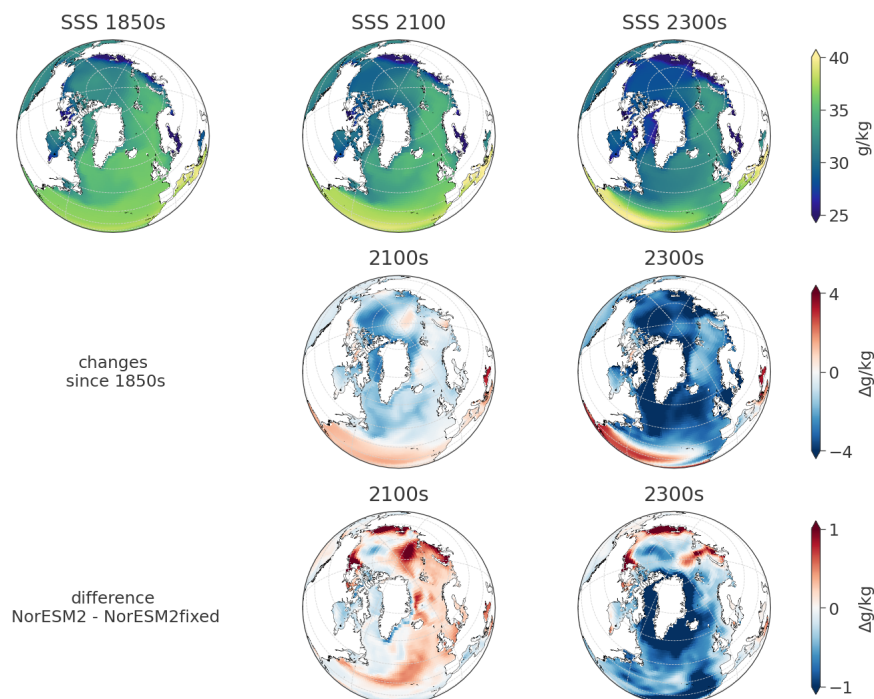 SSS 1850s
SSS 2100
SSS 2300s
40
35
30
25
g/kg
2100s
2300s
changes
since 1850s
4
0
−4
Δg/kg
2100s
2300s
difference
NorESM2 - NorESM2fixed
1
0
−1
Δg/kg